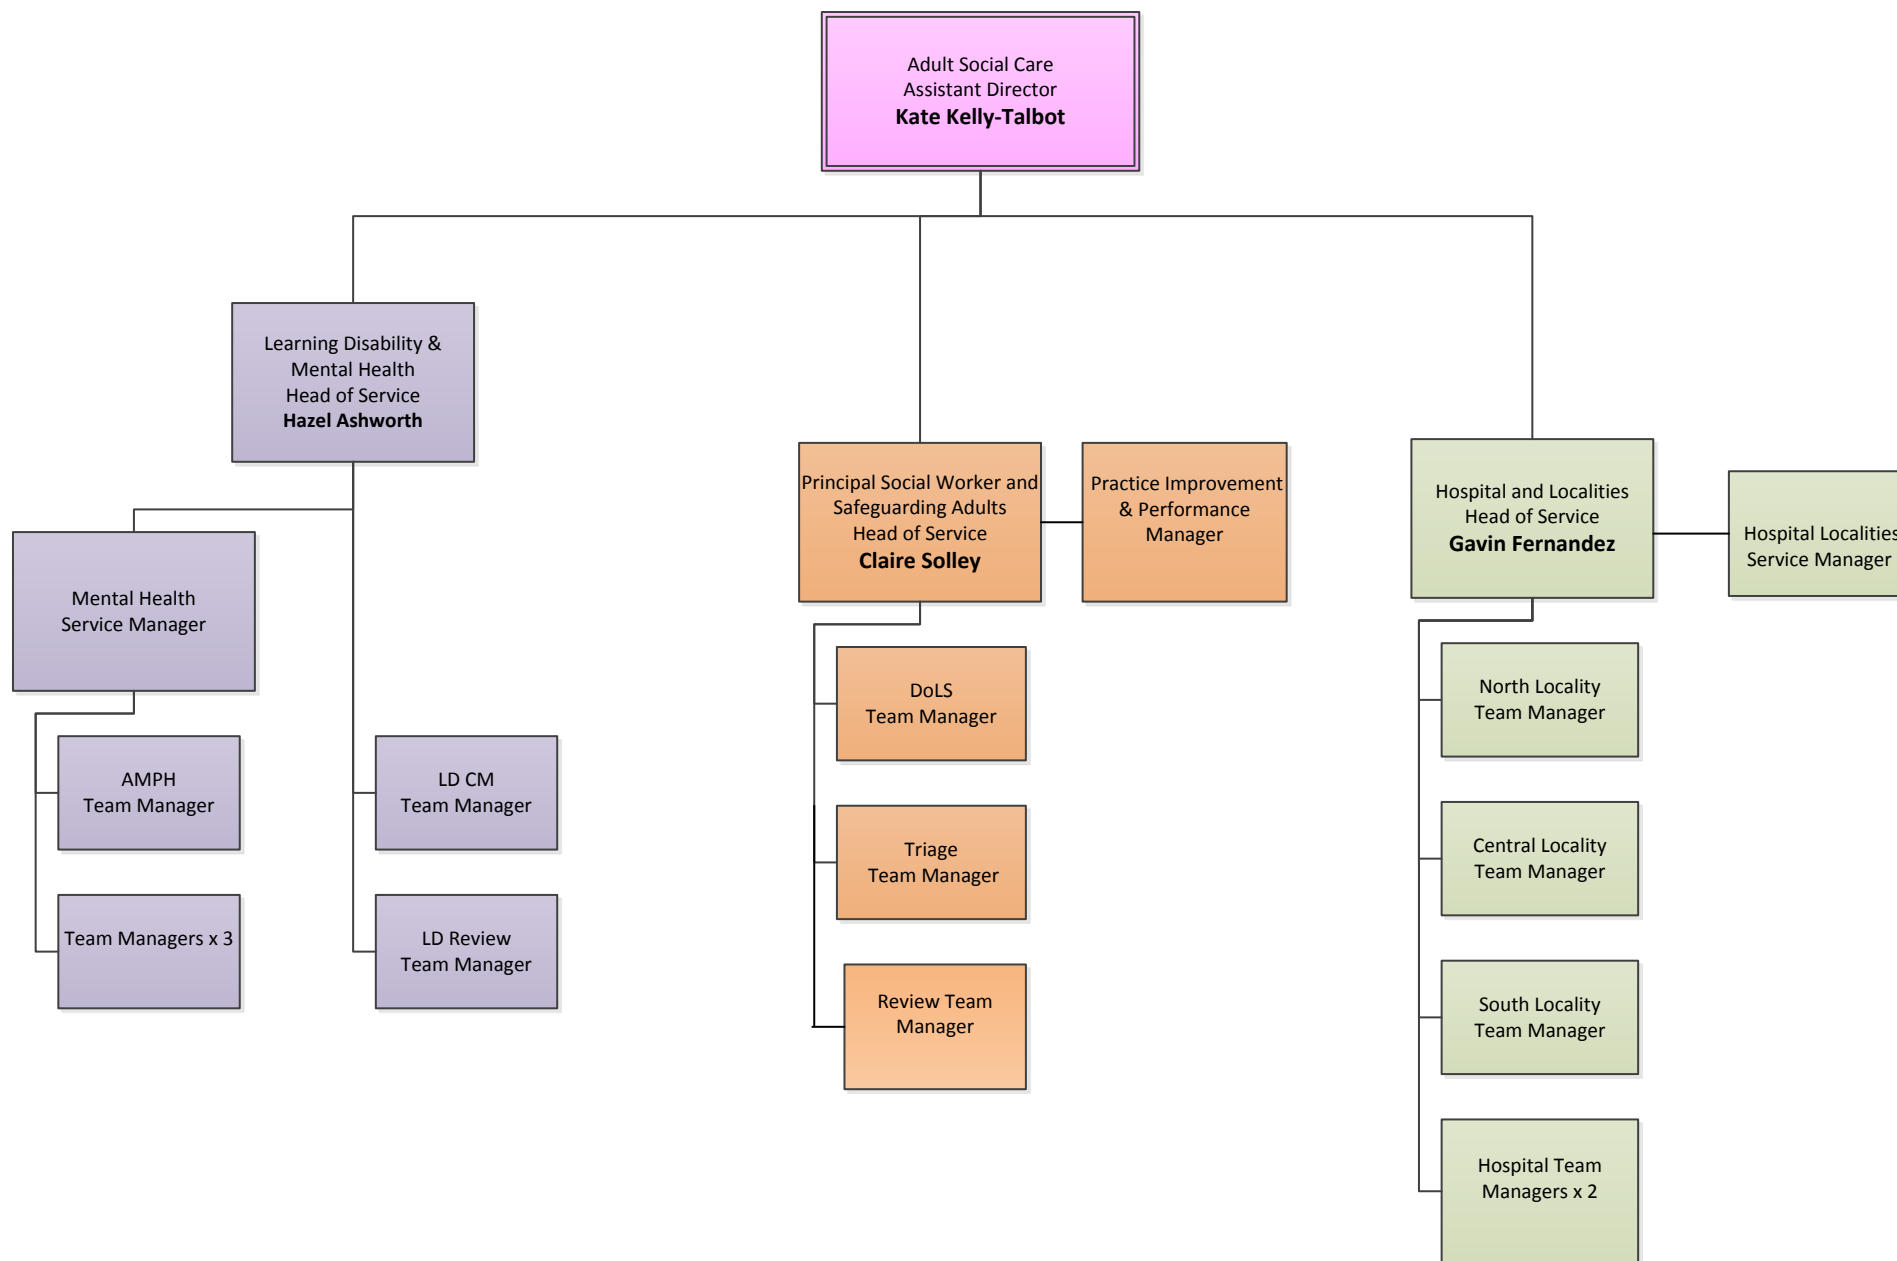 Adult Social Care
Assistant Director
Kate Kelly-Talbot
Learning Disability &
Mental Health
Head of Service
Hazel Ashworth
Principal Social Worker and
Safeguarding Adults
Head of Service
Claire Solley
Practice Improvement
& Performance
Manager
Hospital and Localities
Head of Service
Gavin Fernandez
Hospital Localities
Service Manager
Mental Health
Service Manager
AMPH
Team Manager
Team Managers x 3
LD CM
Team Manager
LD Review
Team Manager
DoLS
Team Manager
Triage
Team Manager
Review Team
Manager
North Locality
Team Manager
Central Locality
Team Manager
South Locality
Team Manager
Hospital Team
Managers x 2